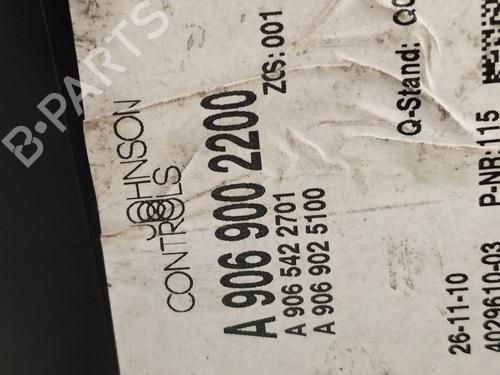 JOHNSON
CONTROLS
A 906 900 2200
ZGS: 001
A 906 542 2701
A 906 902 5100
Q-Stand:
26-11-10
P.NR: 115
40296110-03
B-PARTS